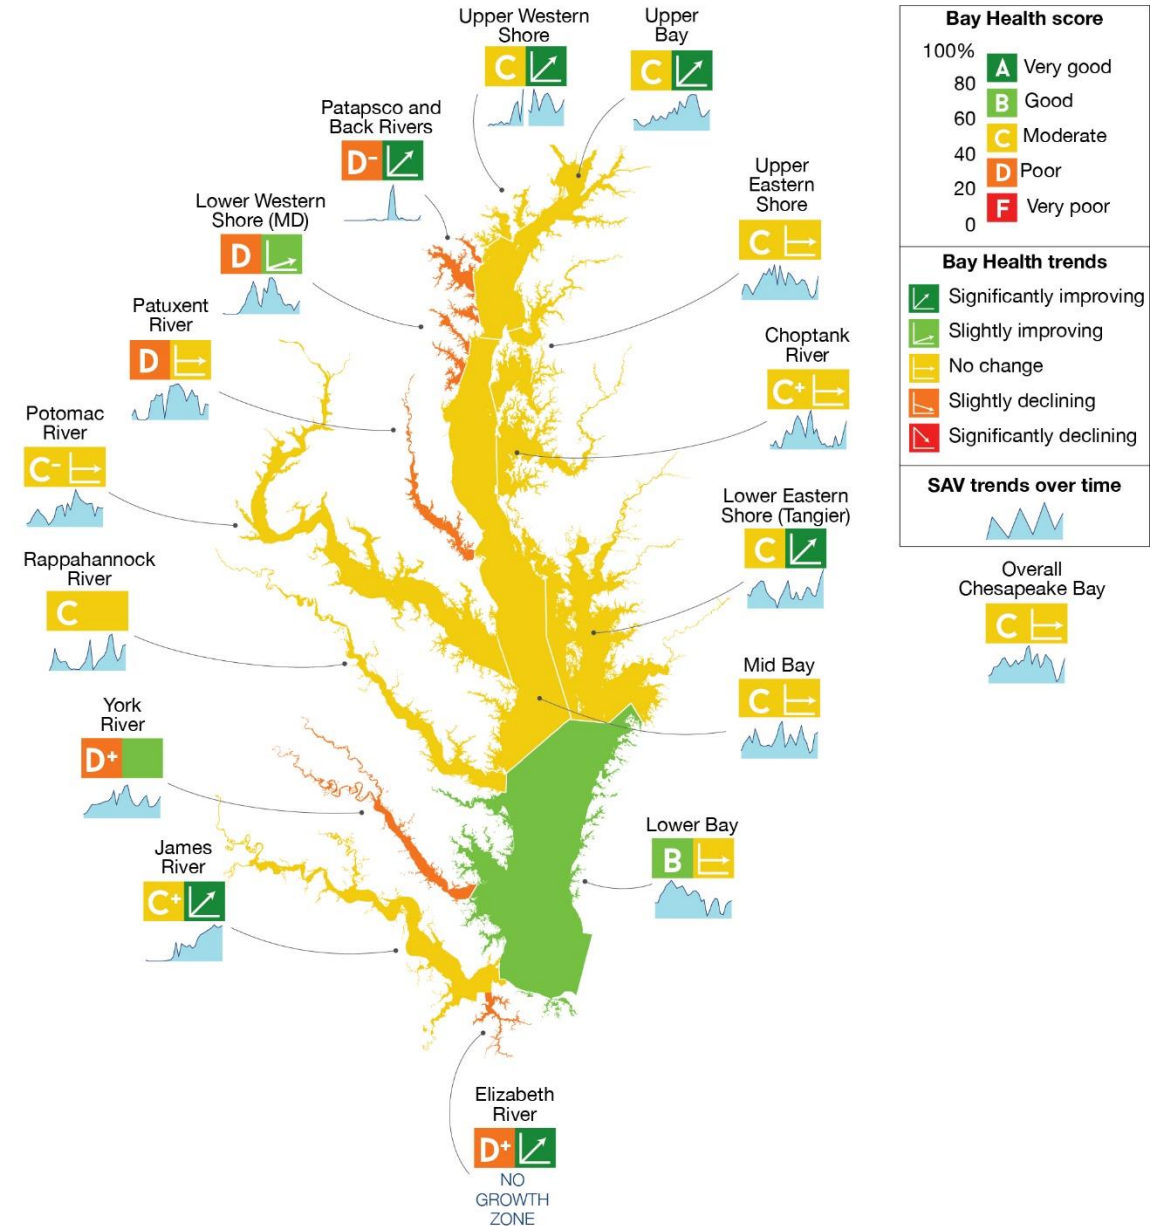 Upper Western
Shore
C
Upper
Bay
C
Patapsco and
Back Rivers
D-
Lower Western
Shore (MD)
D
Patuxent
River
D
Potomac
River
C-
Rappahannock
River
C
York
River
D+
James
River
C+
Elizabeth
River
D+
NO
GROWTH
ZONE
Upper
Eastern
Shore
C
Choptank
River
C+
Lower Eastern
Shore (Tangier)
C
Mid Bay
C
Lower Bay
B
Bay Health score
100%
80
60
40
20
0
A Very good
B Good
C Moderate
D Poor
F Very poor
Bay Health trends
Significantly improving
Slightly improving
No change
Slightly declining
Significantly declining
SAV trends over time
Overall
Chesapeake Bay
C